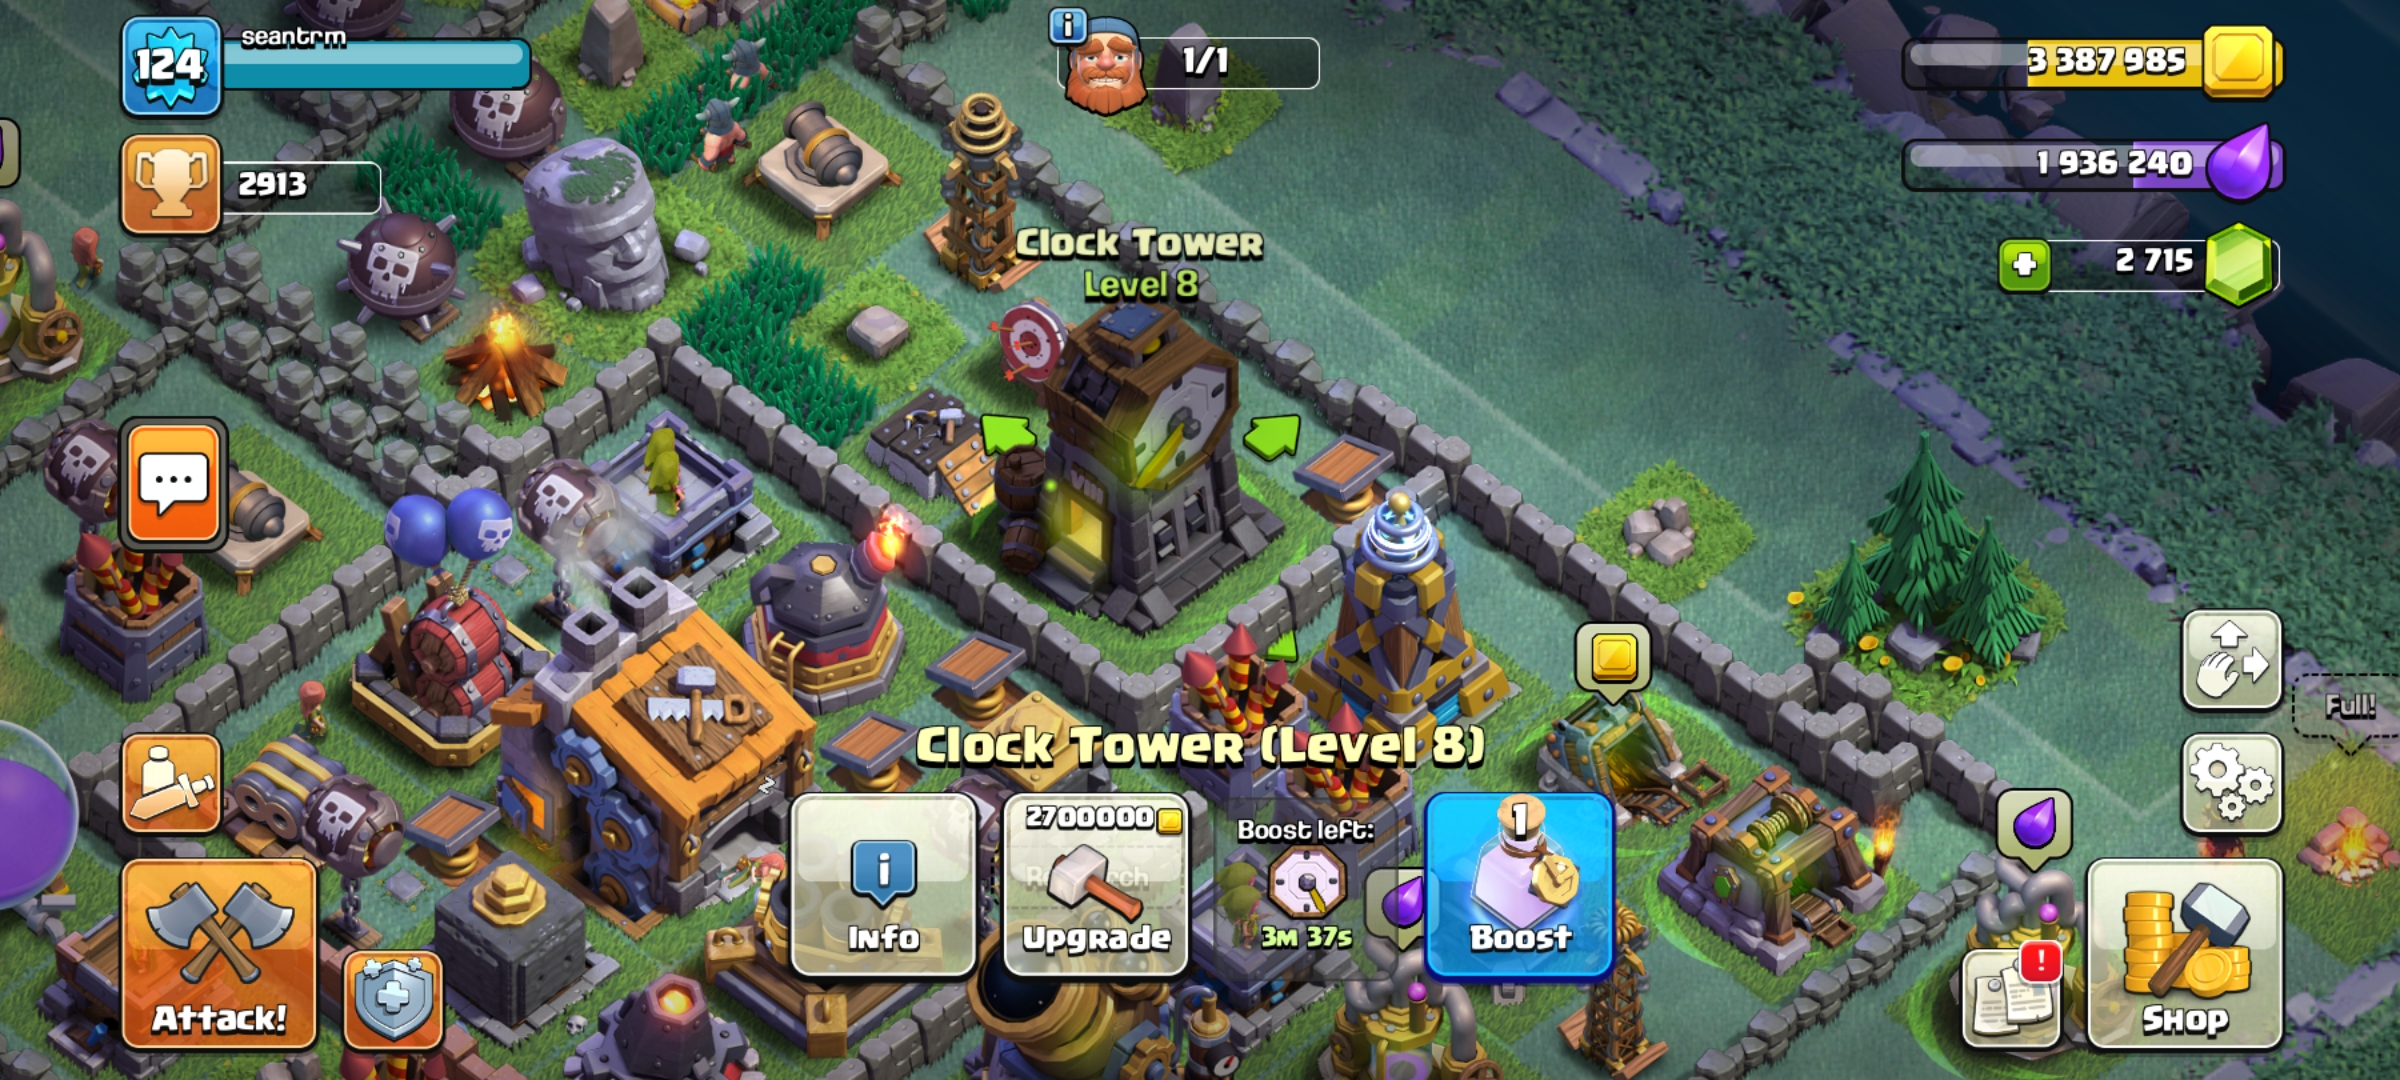 124
seantrm
1/1
3 387 985
2913
1 936 240
2 715
Clock Tower
Level 8
VIII
Full!
Clock Tower (Level 8)
z
Info
2700000
Upgrade
Boost left:
3M 37s
1
Boost
Attack!
!
Shop